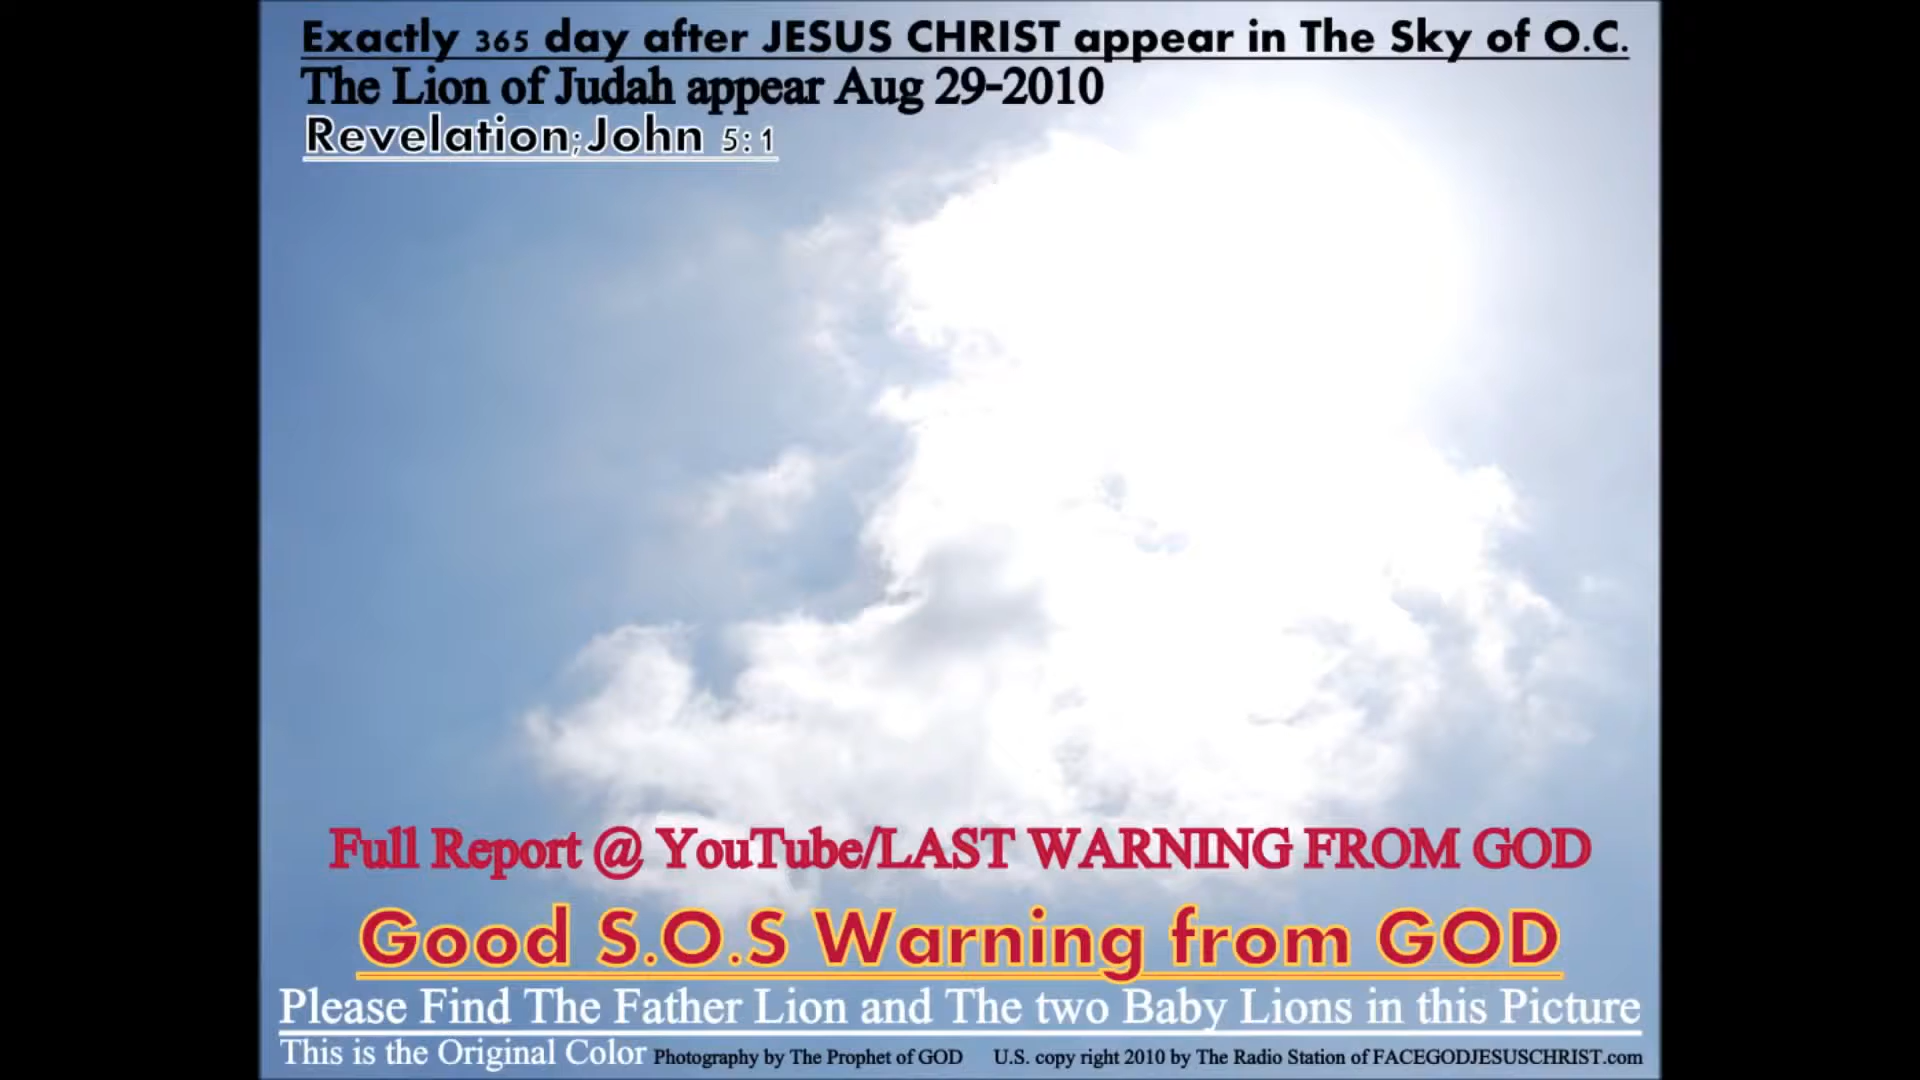 Exactly 365 day after JESUS CHRIST appear in The Sky of O.C.
The Lion of Judah appear Aug 29-2010
Revelation;John 5:1
Full Report @ YouTube/LAST WARNING FROM GOD
Good S.O.S Warning from GOD
Please Find The Father Lion and The two Baby Lions in this Picture
This is the Original Color Photography by The Prophet of GOD U.S. copy right 2010 by The Radio Station of FACEGODJESUSCHRIST.com